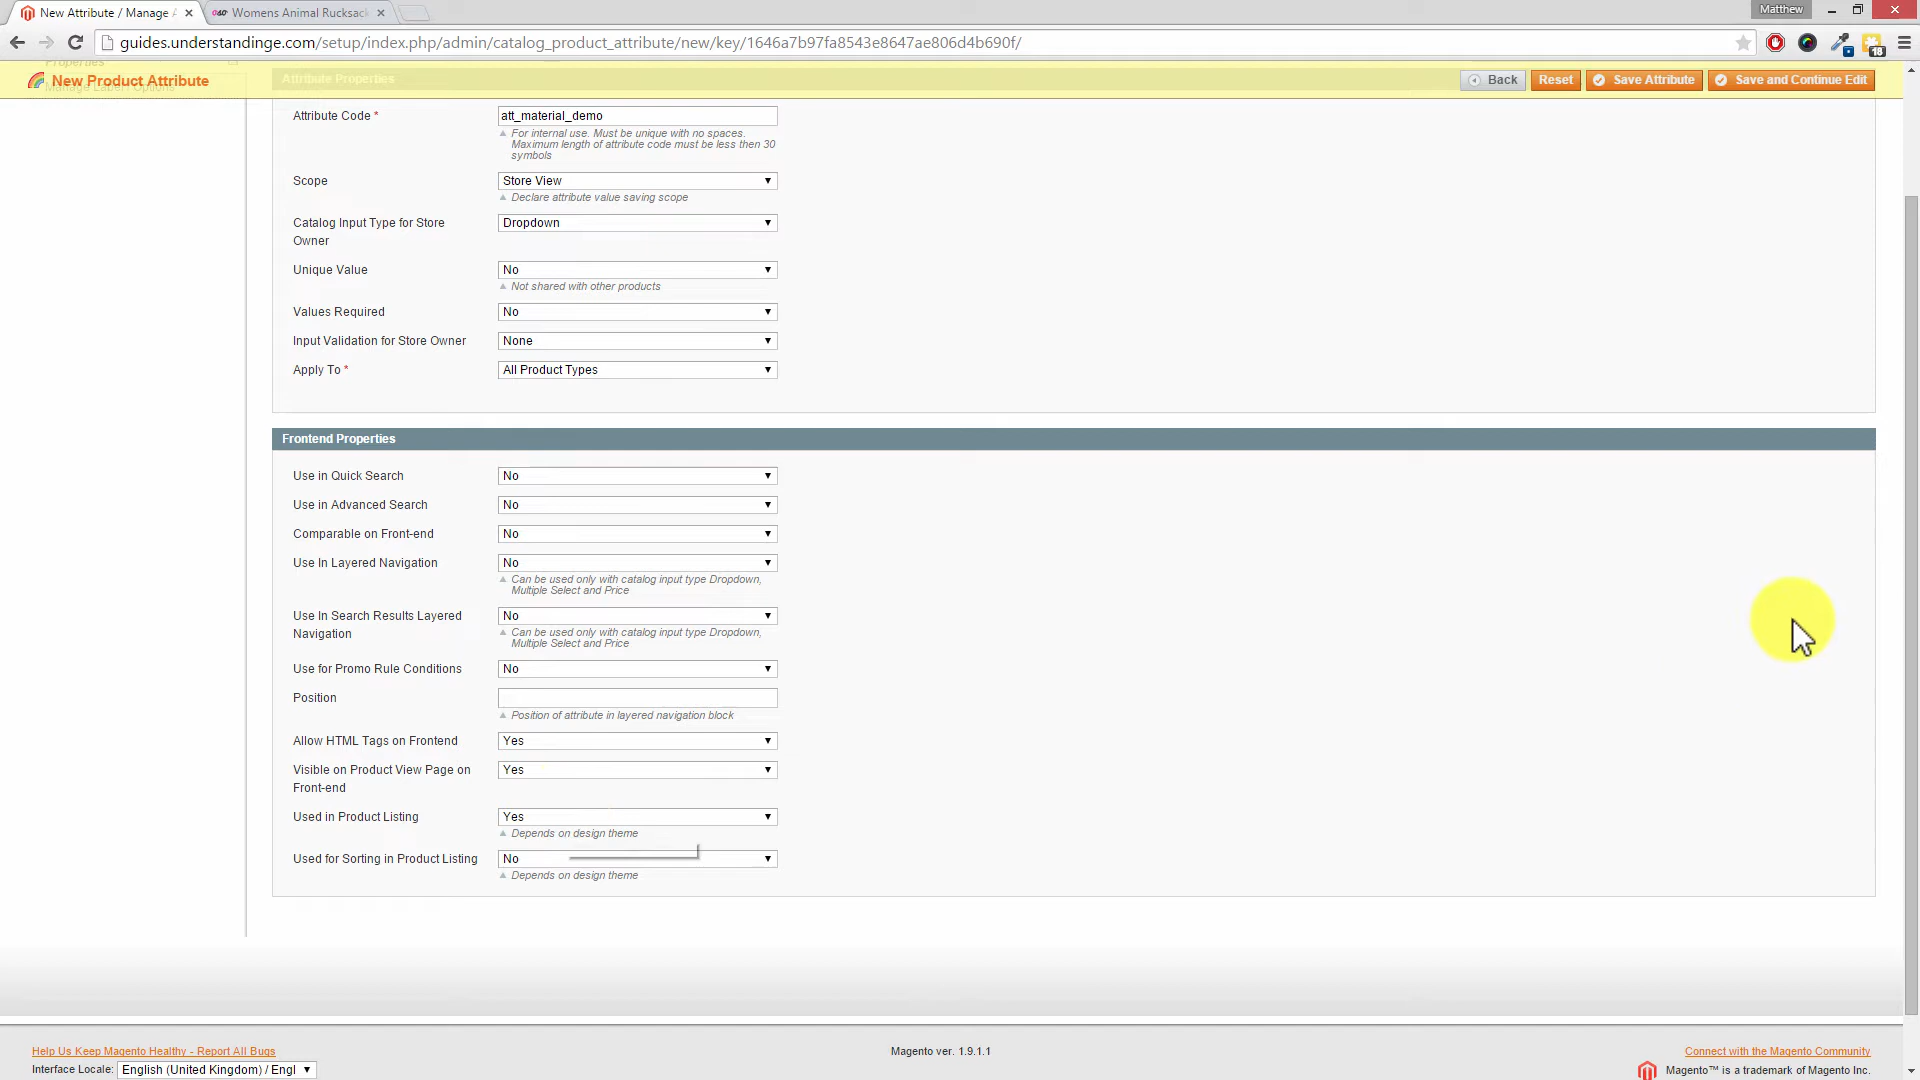 New Attribute / Manage A
Womens Animal Rucksack
Matthew
guides.understandinge.com/setup/index.php/admin/catalog_product_attribute/new/key/1646a7b97fa8543e8647ae806d4b690f/
18
Properties
Manage Label / Options
New Product Attribute
Attribute Properties
Back
Reset
Save Attribute
Save and Continue Edit
Attribute Code *
att_material_demo
For internal use. Must be unique with no spaces.
Maximum length of attribute code must be less then 30
symbols
Scope
Store View
Declare attribute value saving scope
Catalog Input Type for Store
Owner
Dropdown
Unique Value
No
Not shared with other products
Values Required
No
Input Validation for Store Owner
None
Apply To *
All Product Types
Frontend Properties
Use in Quick Search
No
Use in Advanced Search
No
Comparable on Front-end
No
Use In Layered Navigation
No
Can be used only with catalog input type Dropdown,
Multiple Select and Price
Use In Search Results Layered
Navigation
No
Can be used only with catalog input type Dropdown,
Multiple Select and Price
Use for Promo Rule Conditions
No
Position
Position of attribute in layered navigation block
Allow HTML Tags on Frontend
Yes
Visible on Product View Page on
Front-end
Yes
Used in Product Listing
Yes
Depends on design theme
Used for Sorting in Product Listing
No
Depends on design theme
Help Us Keep Magento Healthy - Report All Bugs
Magento ver. 1.9.1.1
Connect with the Magento Community
Interface Locale: English (United Kingdom) / Engl
Magento™ is a trademark of Magento Inc.